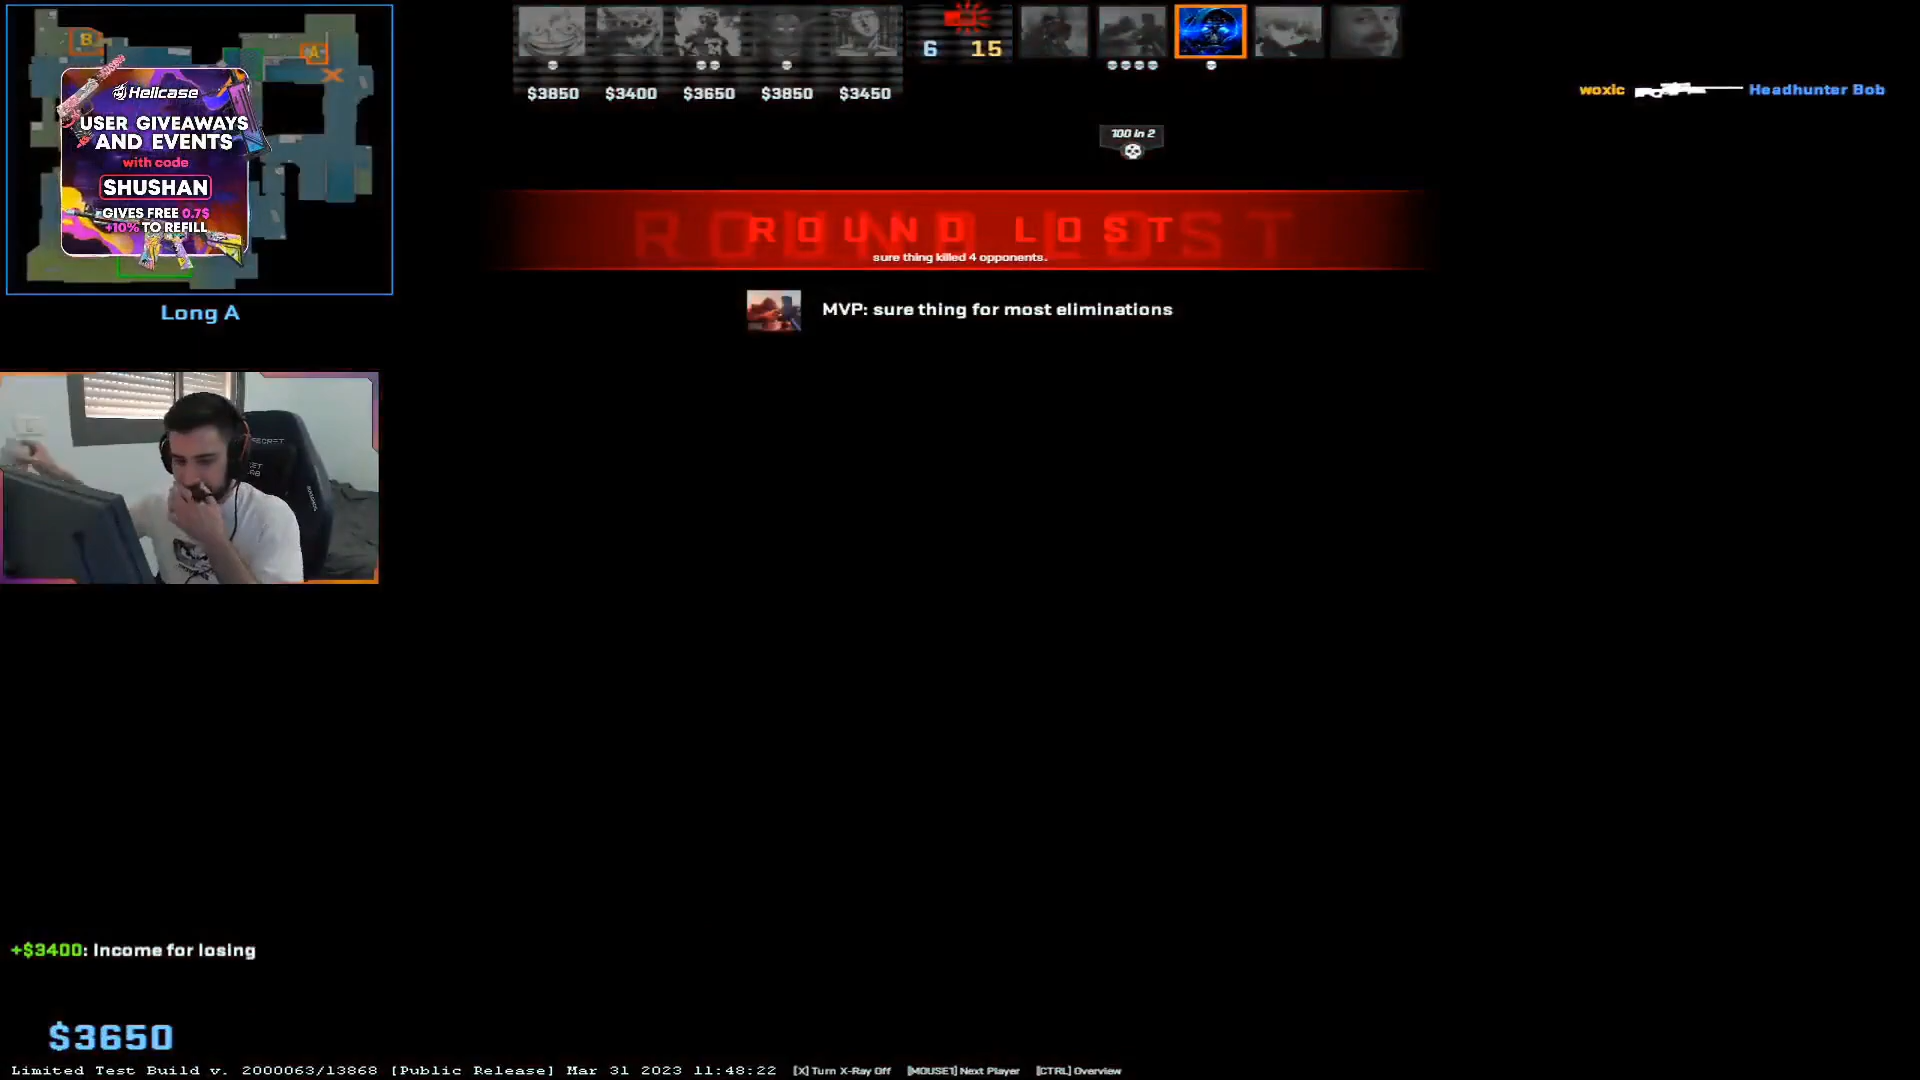 B
A
Hellcase
USER GIVEAWAYS
AND EVENTS
with code
SHUSHAN
GIVES FREE 0.7$
+10% TO REFILL
Long A
$3850
$3400
$3650
$3850
$3450
6 15
100 in 2
woxic Headhunter Bob
ROUND LOST
sure thing killed 4 opponents.
MVP: sure thing for most eliminations
+$3400: Income for losing
$3650
Limited Test Build v. 2000063/13868 [Public Release] Mar 31 2023 11:48:22 [X] Turn X-Ray Off [MOUSE1] Next Player [CTRL] Overview